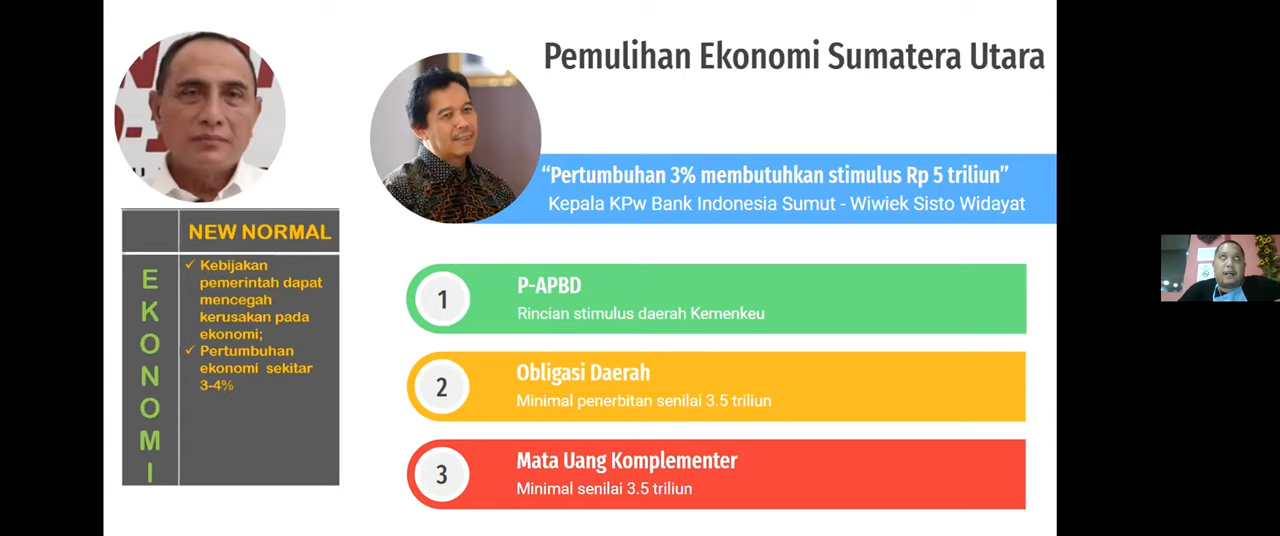 Pemulihan Ekonomi Sumatera Utara
“Pertumbuhan 3% membutuhkan stimulus Rp 5 triliun”
Kepala KPw Bank Indonesia Sumut - Wiwiek Sisto Widayat
NEW NORMAL
EKONOMI
✓ Kebijakan
pemerintah dapat
mencegah
kerusakan pada
ekonomi;
✓ Pertumbuhan
ekonomi sekitar
3-4%
1
P-APBD
Rincian stimulus daerah Kemenkeu
2
Obligasi Daerah
Minimal penerbitan senilai 3.5 triliun
3
Mata Uang Komplementer
Minimal senilai 3.5 triliun